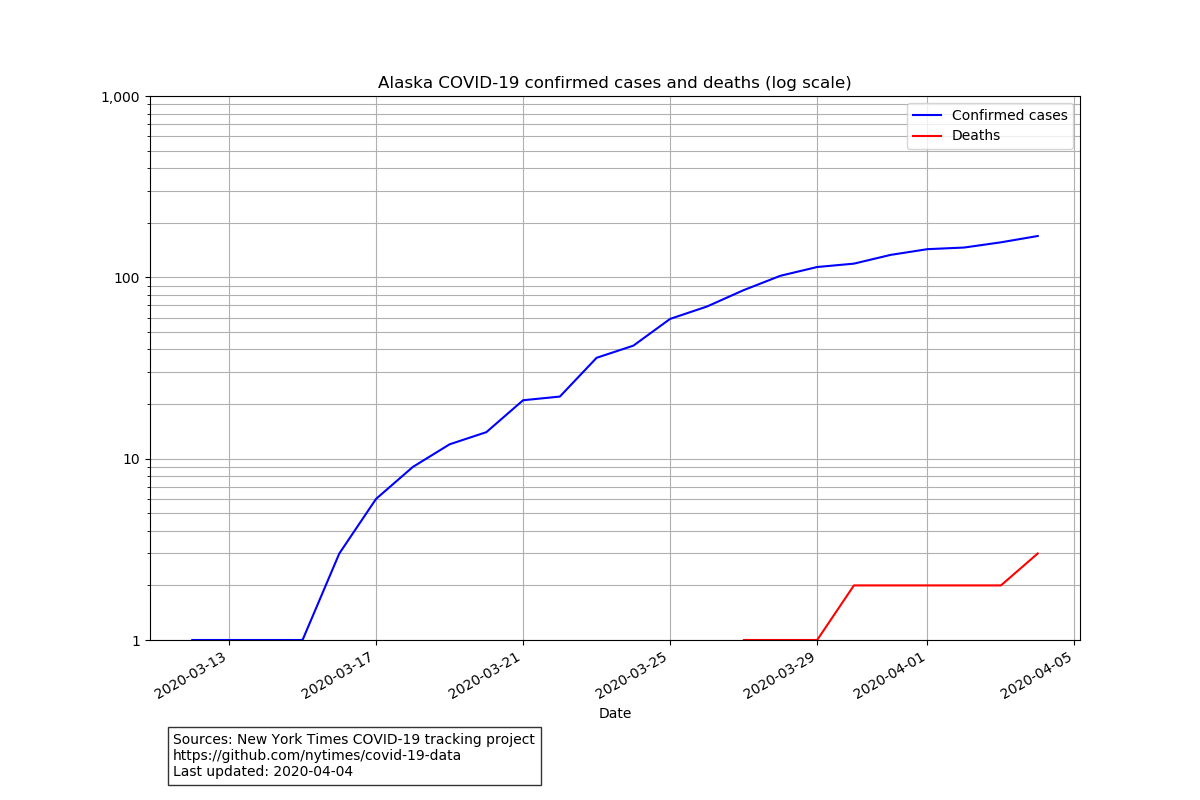 Alaska COVID-19 confirmed cases and deaths (log scale)
1,000
100
10
1
Confirmed cases
Deaths
2020-03-13
2020-03-17
2020-03-21
2020-03-25
2020-03-29
2020-04-01
2020-04-05
Date
Sources: New York Times COVID-19 tracking project
https://github.com/nytimes/covid-19-data
Last updated: 2020-04-04